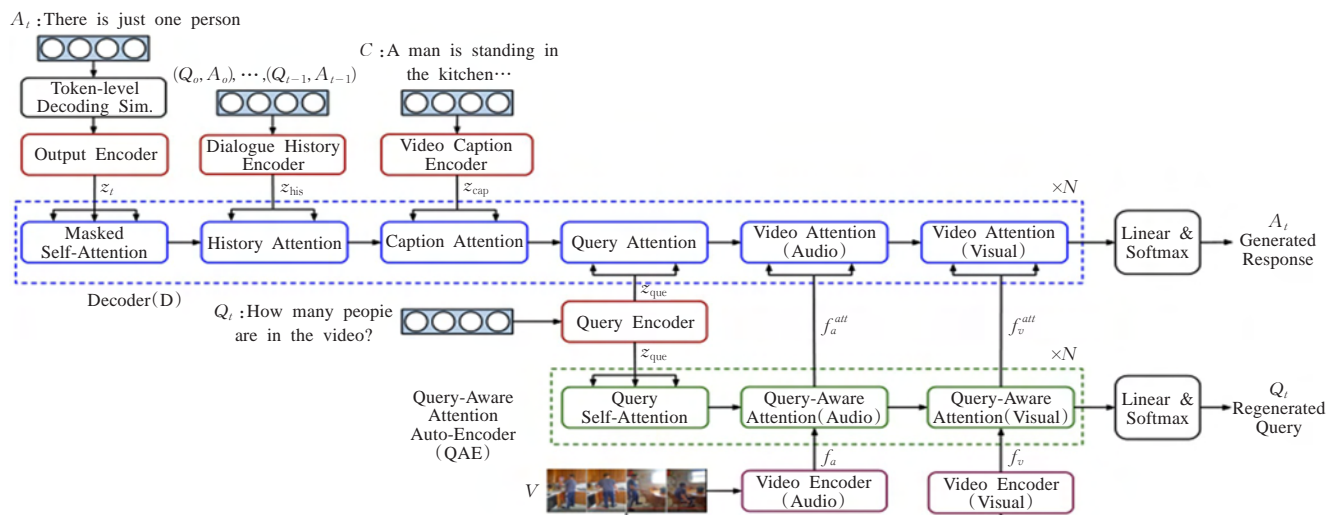 A_t :There is just one person
Token-level
Decoding Sim.
Output Encoder
z_t
(Q_o, A_o), ⋯ ,(Q_{t−1}, A_{t−1})
Dialogue History
Encoder
z_his
C :A man is standing in
the kitchen⋯
Video Caption
Encoder
z_cap
×N
Masked
Self-Attention
History Attention
Caption Attention
Query Attention
Video Attention
(Audio)
Video Attention
(Visual)
Linear &
Softmax
A_t
Generated
Response
Decoder(D)
z_que
Q_t :How many peopie
are in the video?
Query Encoder
f_a^{att}
f_v^{att}
z_que
×N
Query-Aware
Attention
Auto-Encoder
(QAE)
Query
Self-Attention
Query-Aware
Attention(Audio)
Query-Aware
Attention(Visual)
Linear &
Softmax
Q_t
Regenerated
Query
f_a
f_v
V
Video Encoder
(Audio)
Video Encoder
(Visual)